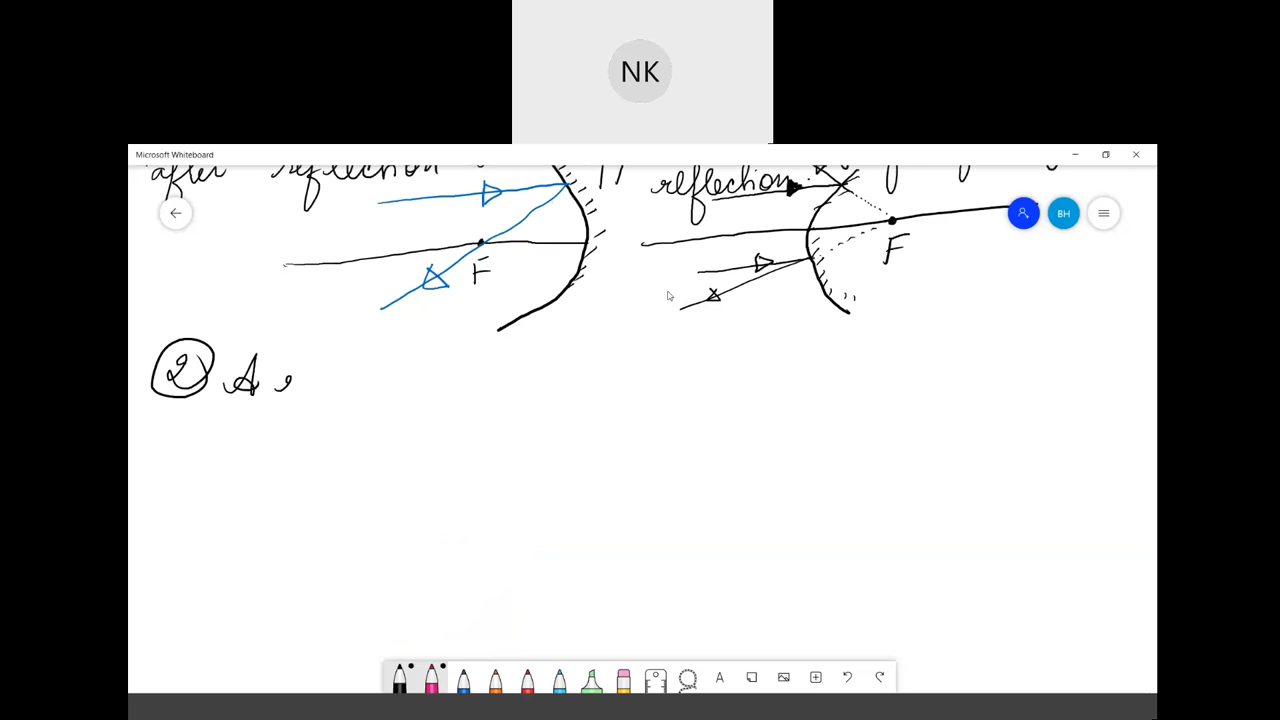 NK
Microsoft Whiteboard
after reflection
reflection
BH
F
F
② A
A